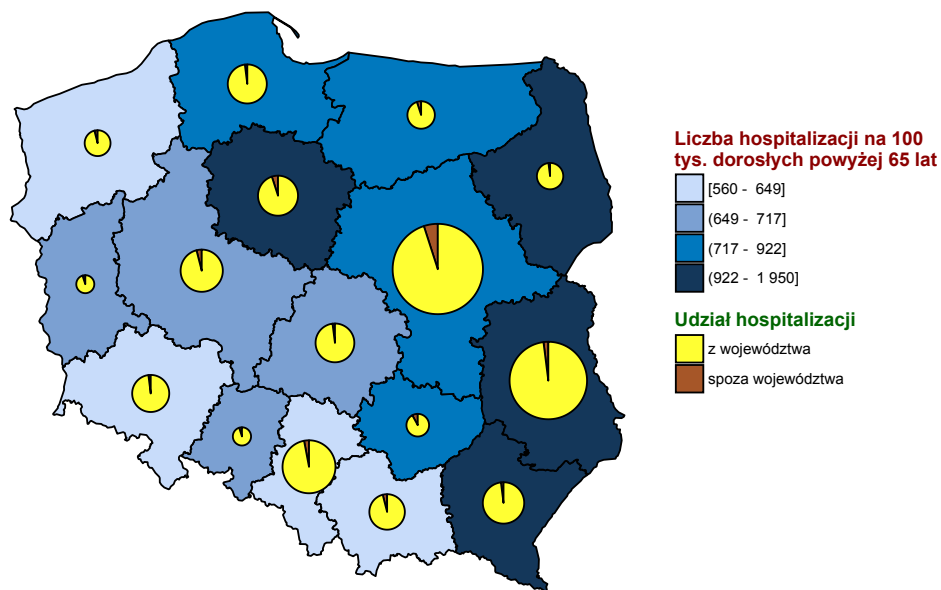 Liczba hospitalizacji na 100
tys. dorosłych powyżej 65 lat
[560 - 649]
(649 - 717]
(717 - 922]
(922 - 1 950]
Udział hospitalizacji
z województwa
spoza województwa